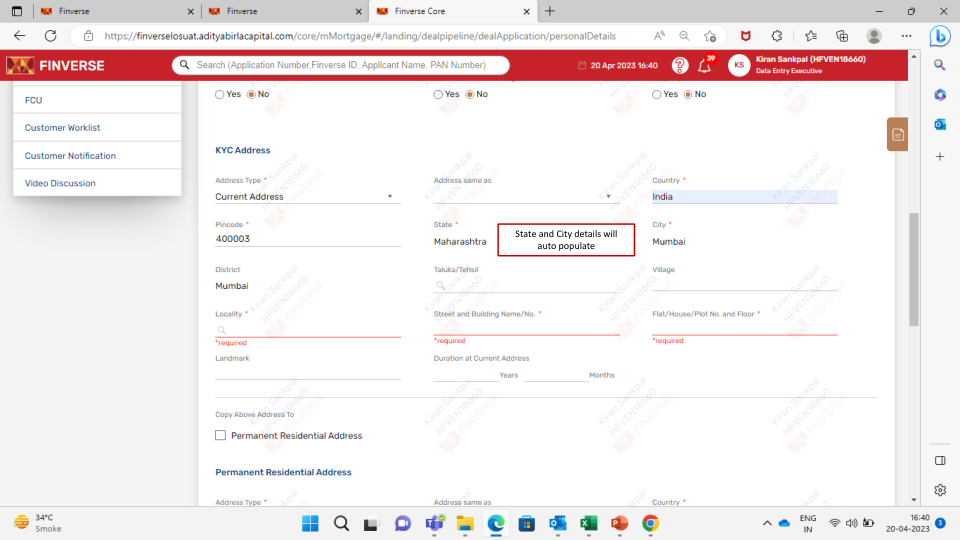 Finverse
Finverse
Finverse Core
https://finverselosuat.adityabirlacapital.com/core/mMortgage/#/landing/dealpipeline/dealApplication/personalDetails
FINVERSE
Search (Application Number,Finverse ID, Applicant Name, PAN Number)
20 Apr 2023 16:40
?
39
KS
Kiran Sankpal (HFVEN18660)
Data Entry Executive
FCU
Customer Worklist
Customer Notification
Video Discussion
Yes No
Yes No
Yes No
KYC Address
Address Type *
Address same as
Country *
Current Address
India
Pincode *
State *
City *
400003
Maharashtra
State and City details will
auto populate
Mumbai
District
Taluka/Tehsil
Village
Mumbai
Locality *
Street and Building Name/No. *
Flat/House/Plot No. and Floor *
*required
*required
*required
Landmark
Duration at Current Address
Years
Months
Copy Above Address To
Permanent Residential Address
Permanent Residential Address
Address Type *
Address same as
Country *
Kiran Sankpal
HFVEN18660
FINVERSE
34°C
Smoke
ENG
IN
16:40
20-04-2023
3